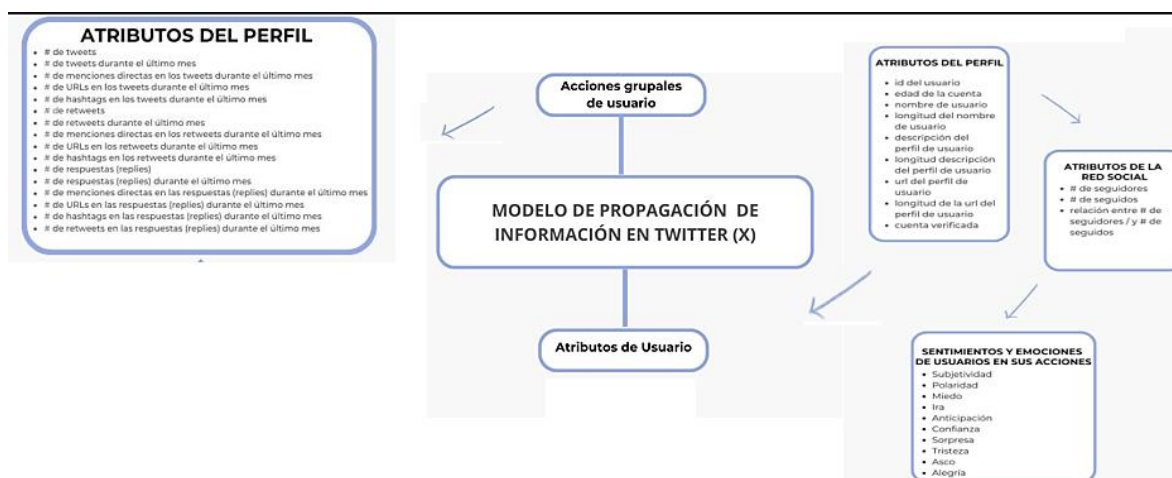 ATRIBUTOS DEL PERFIL
# de tweets
# de tweets durante el último mes
# de menciones directas en los tweets durante el último mes
# de URLs en los tweets durante el último mes
# de hashtags en los tweets durante el último mes
# de retweets
# de retweets durante el último mes
# de menciones directas en los retweets durante el último mes
# de URLs en los retweets durante el último mes
# de hashtags en los retweets durante el último mes
# de respuestas (replies)
# de respuestas (replies) durante el último mes
# de menciones directas en las respuestas (replies) durante el último mes
# de URLs en las respuestas (replies) durante el último mes
# de hashtags en las respuestas (replies) durante el último mes
# de retweets en las respuestas (replies) durante el último mes
Acciones grupales
de usuario
MODELO DE PROPAGACIÓN DE
INFORMACIÓN EN TWITTER (X)
Atributos de Usuario
ATRIBUTOS DEL PERFIL
id del usuario
edad de la cuenta
nombre de usuario
longitud del nombre
de usuario
descripción del
perfil de usuario
longitud descripción
del perfil de usuario
url del perfil de
usuario
longitud de la url del
perfil de usuario
cuenta verificada
ATRIBUTOS DE LA
RED SOCIAL
# de seguidores
# de seguidos
relación entre # de
seguidores / y # de
seguidos
SENTIMIENTOS Y EMOCIONES
DE USUARIOS EN SUS ACCIONES
Subjetividad
Polaridad
Miedo
Ira
Anticipación
Confianza
Sorpresa
Tristeza
Asco
Alegría